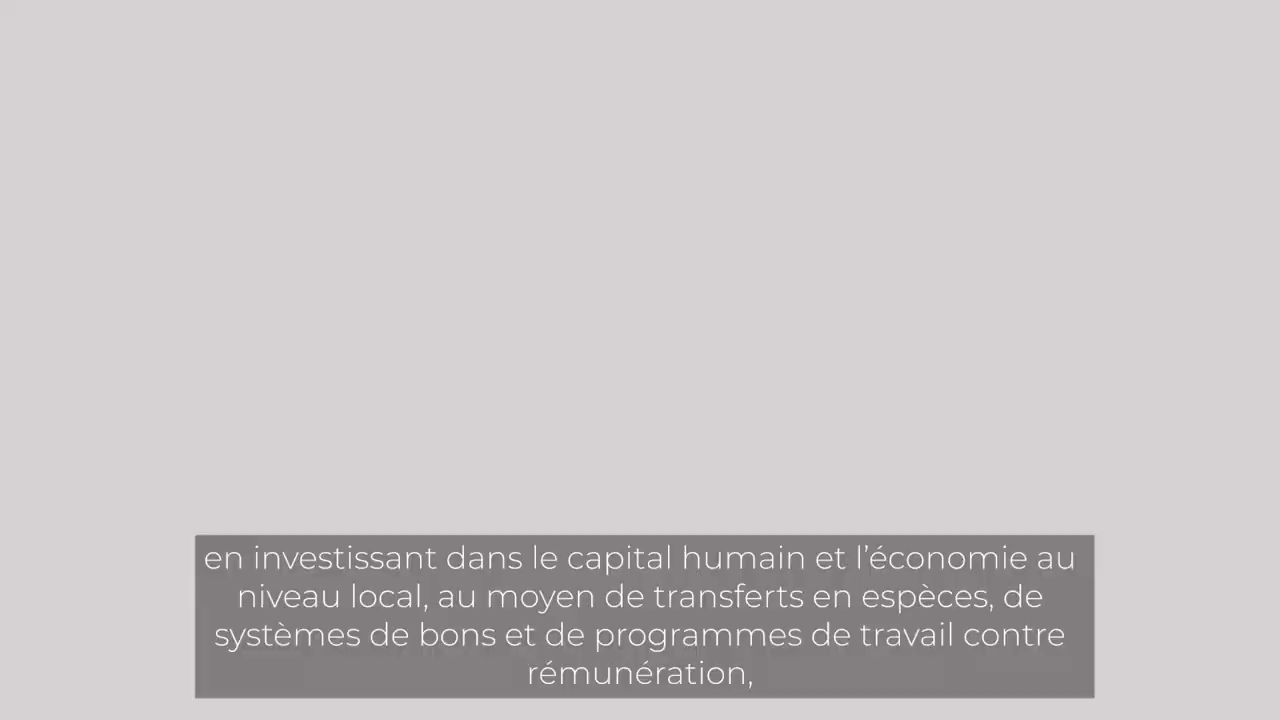 en investissant dans le capital humain et l’économie au
niveau local, au moyen de transferts en espèces, de
systèmes de bons et de programmes de travail contre
rémunération,